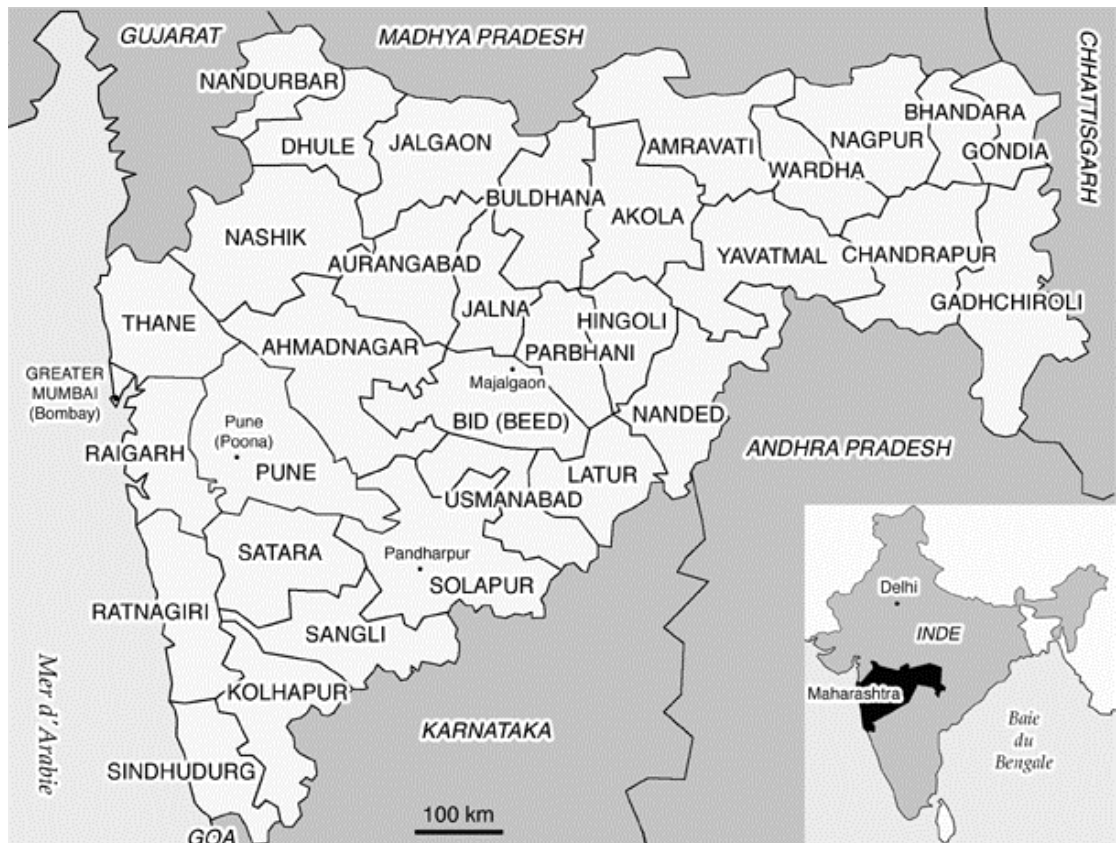 GUJARAT
MADHYA PRADESH
CHHATTISGARH
NANDURBAR
DHULE
JALGAON
BULDHANA
AKOLA
AMRAVATI
WARDHA
NAGPUR
BHANDARA
GONDIA
NASHIK
AURANGABAD
JALNA
HINGOLI
PARBHANI
YAVATMAL
CHANDRAPUR
GADHCHIROLI
THANE
AHMADNAGAR
Majalgaon
BID (BEED)
NANDED
GREATER
MUMBAI
(Bombay)
RAIGARH
Pune
(Poona)
PUNE
LATUR
USMANABAD
ANDHRA PRADESH
SATARA
Pandharpur
SOLAPUR
RATNAGIRI
SANGLI
KOLHAPUR
SINDHUDURG
KARNATAKA
GOA
Mer d'Arabie
100 km
Delhi
INDE
Maharashtra
Baie
du
Bengale